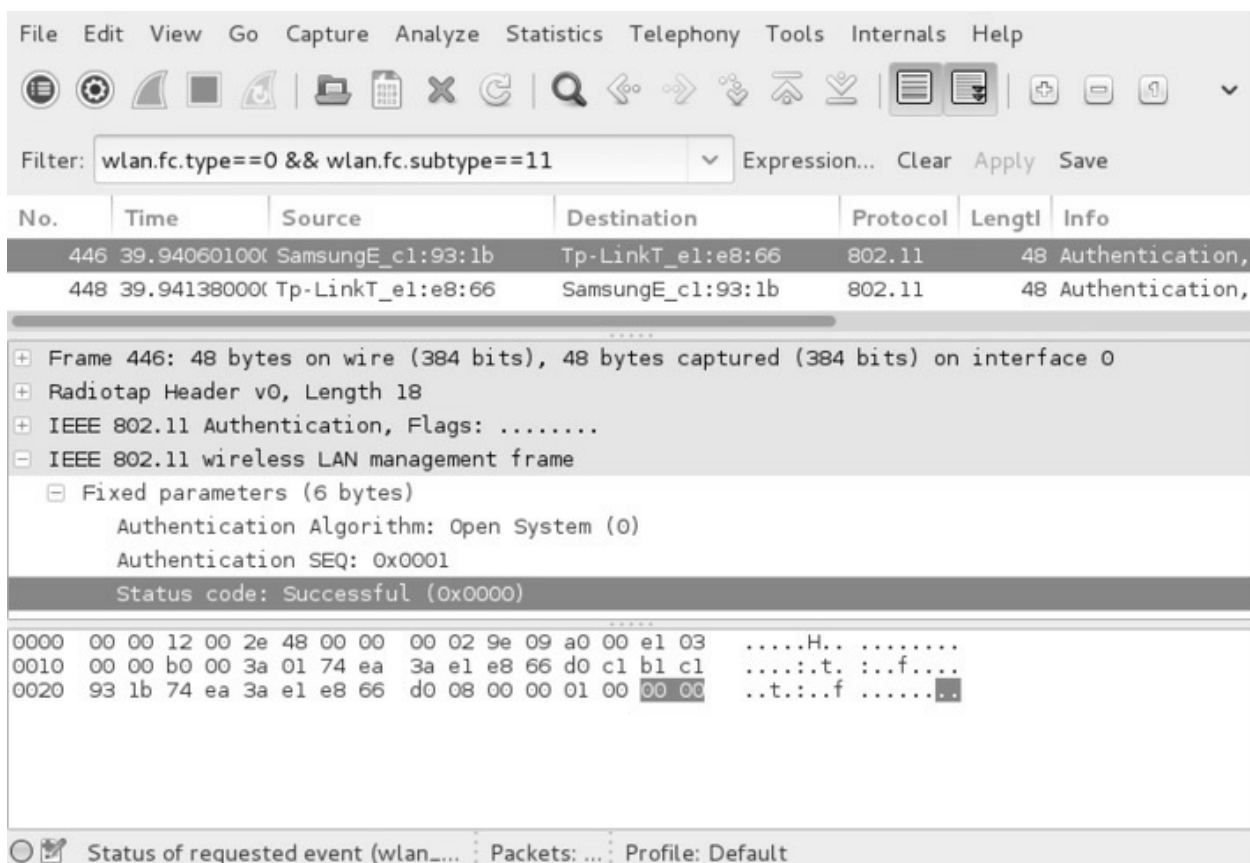 File Edit View Go Capture Analyze Statistics Telephony Tools Internals Help
Filter: wlan.fc.type==0 && wlan.fc.subtype==11 Expression... Clear Apply Save
No. Time Source Destination Protocol Lengtl Info
446 39.940601000( SamsungE_c1:93:1b Tp-LinkT_e1:e8:66 802.11 48 Authentication,
448 39.941380000( Tp-LinkT_e1:e8:66 SamsungE_c1:93:1b 802.11 48 Authentication,
Frame 446: 48 bytes on wire (384 bits), 48 bytes captured (384 bits) on interface 0
Radiotap Header v0, Length 18
IEEE 802.11 Authentication, Flags: ........
IEEE 802.11 wireless LAN management frame
Fixed parameters (6 bytes)
Authentication Algorithm: Open System (0)
Authentication SEQ: 0x0001
Status code: Successful (0x0000)
0000 00 00 12 00 2e 48 00 00 00 02 9e 09 a0 00 e1 03 .....H.. ........
0010 00 00 b0 00 3a 01 74 ea 3a e1 e8 66 d0 c1 b1 c1 ....:.t. :..f....
0020 93 1b 74 ea 3a e1 e8 66 d0 08 00 00 01 00 00 00 ..t.:..f ........
Status of requested event (wlan_... Packets: ... Profile: Default